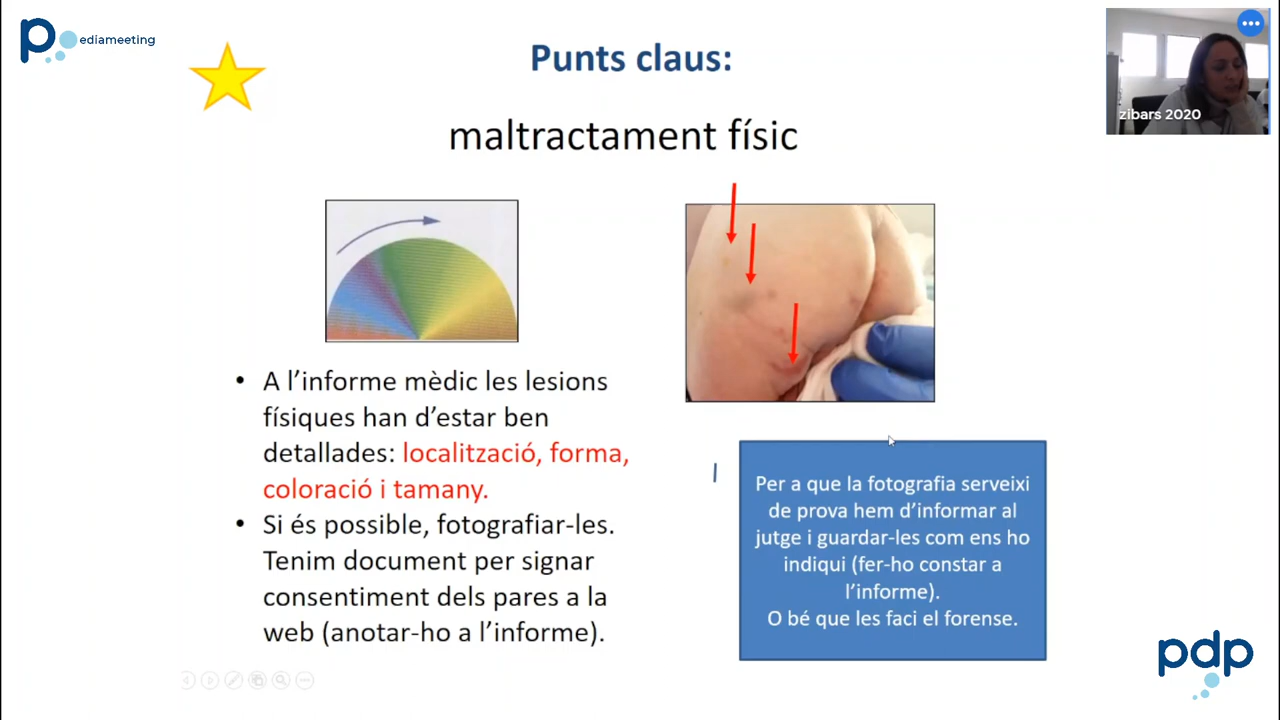 pediameeting
Punts claus:
maltractament físic
zibars 2020
• A l’informe mèdic les lesions
físiques han d’estar ben
detallades: localització, forma,
coloració i tamany.
• Si és possible, fotografiar-les.
Tenim document per signar
consentiment dels pares a la
web (anotar-ho a l’informe).
Per a que la fotografia serveixi
de prova hem d’informar al
jutge i guardar-les com ens ho
indiqui (fer-ho constar a
l’informe).
O bé que les faci el forense.
pdp